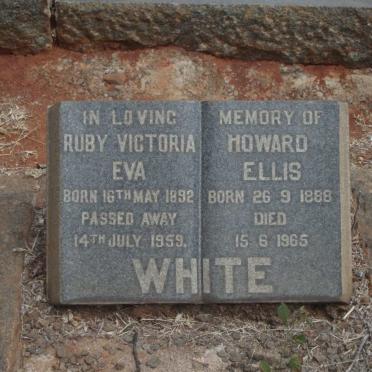 IN LOVING
RUBY VICTORIA
EVA
BORN 16TH MAY 1892
PASSED AWAY
14TH JULY 1959.
MEMORY OF
HOWARD
ELLIS
BORN 26 9 1888
DIED
15 6 1965
WHITE